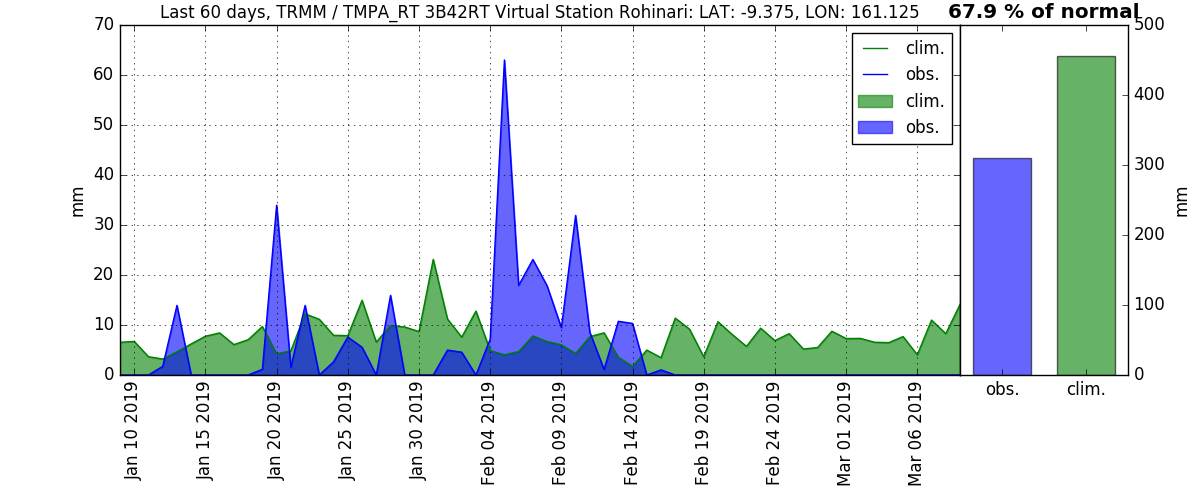 Last 60 days, TRMM / TMPA_RT 3B42RT Virtual Station Rohinari: LAT: -9.375, LON: 161.125
67.9 % of normal
70
60
50
40
30
20
10
0
mm
clim.
obs.
clim.
obs.
Jan 10 2019
Jan 15 2019
Jan 20 2019
Jan 25 2019
Jan 30 2019
Feb 04 2019
Feb 09 2019
Feb 14 2019
Feb 19 2019
Feb 24 2019
Mar 01 2019
Mar 06 2019
500
400
300
200
100
0
mm
obs.
clim.